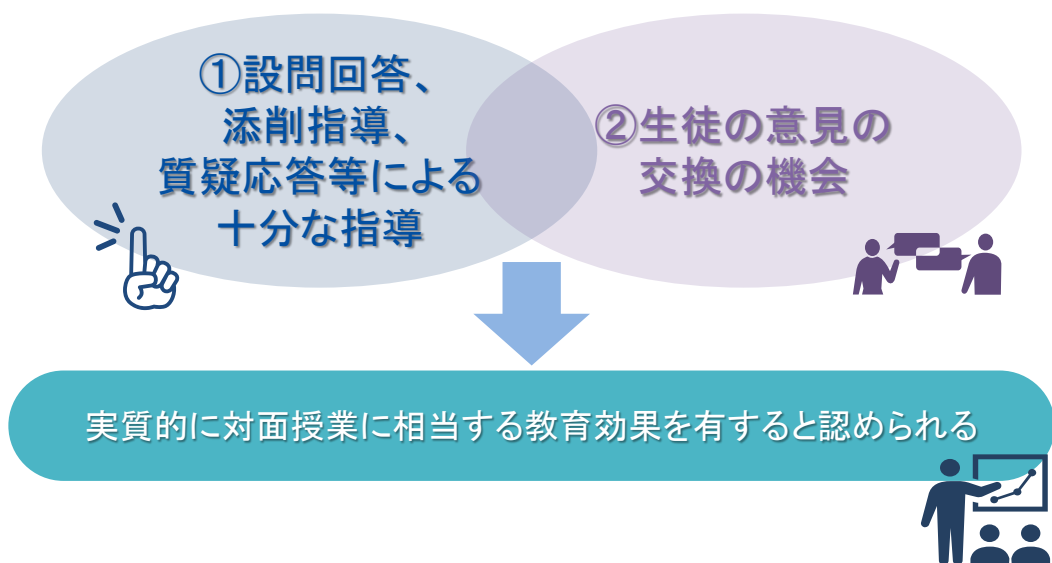 ①設問回答、
添削指導、
質疑応答等による
十分な指導
②生徒の意見の
交換の機会
実質的に対面授業に相当する教育効果を有すると認められる